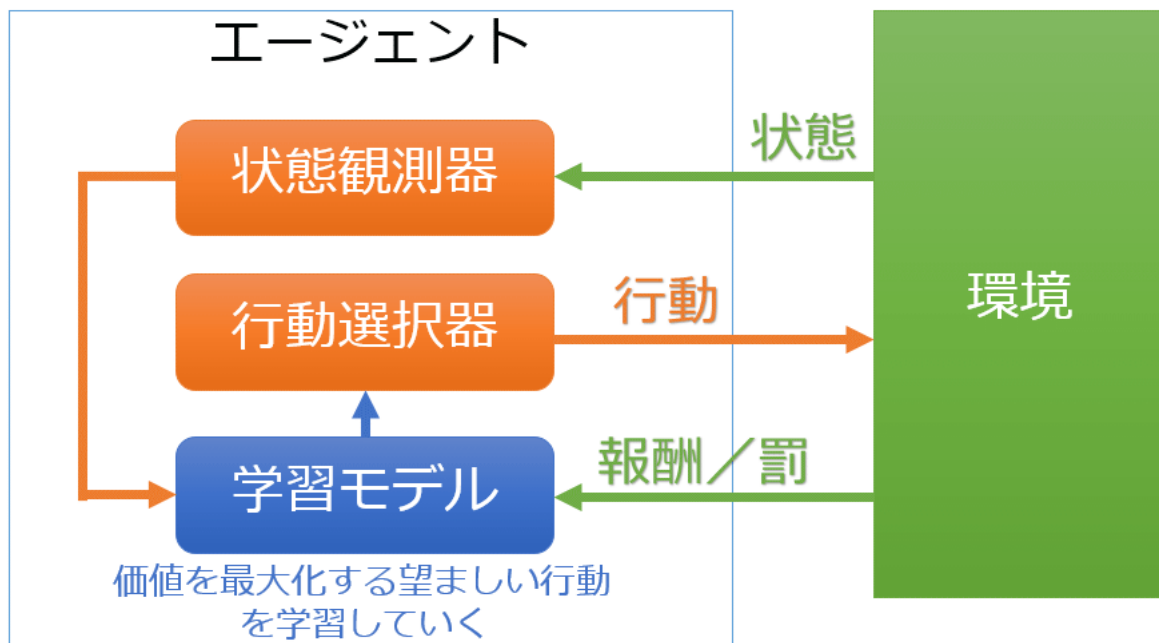 エージェント
状態観測器
状態
行動選択器
行動
環境
学習モデル
報酬／罰
価値を最大化する望ましい行動
を学習していく